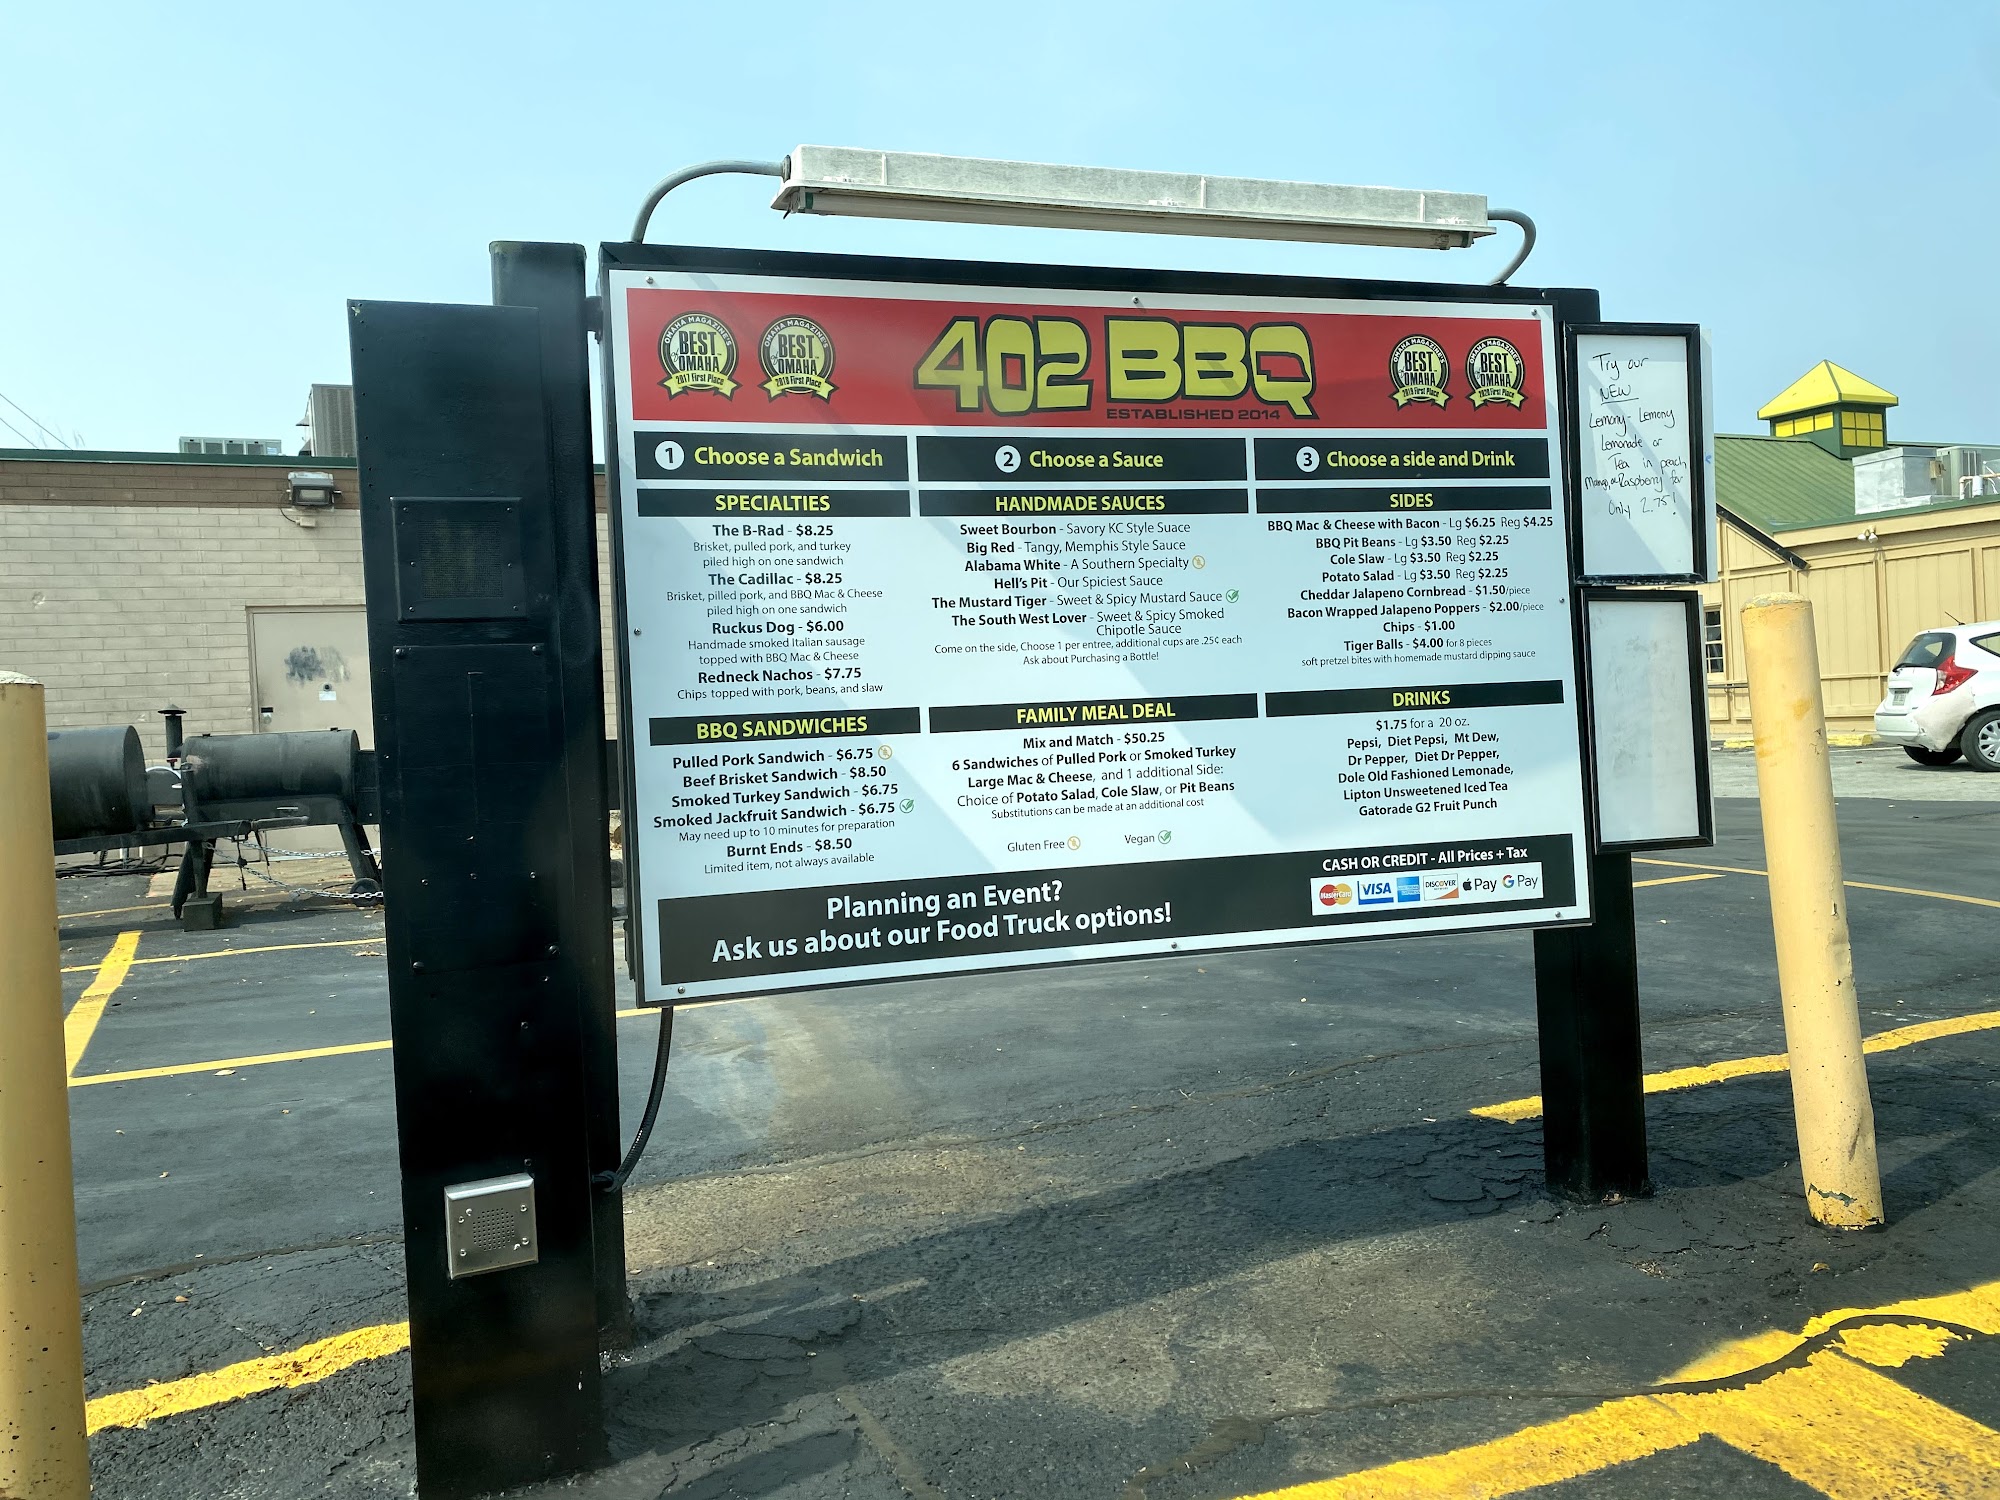 OMAHA MAGAZINE'S
BEST
of OMAHA
2017 First Place
OMAHA MAGAZINE'S
BEST
of OMAHA
2018 First Place
402 BBQ
ESTABLISHED 2014
OMAHA MAGAZINE'S
BEST
of OMAHA
2019 First Place
OMAHA MAGAZINE'S
BEST
of OMAHA
2020 First Place
1 Choose a Sandwich
SPECIALTIES
The B-Rad - $8.25
Brisket, pulled pork, and turkey
piled high on one sandwich
The Cadillac - $8.25
Brisket, pilled pork, and BBQ Mac & Cheese
piled high on one sandwich
Ruckus Dog - $6.00
Handmade smoked Italian sausage
topped with BBQ Mac & Cheese
Redneck Nachos - $7.75
Chips topped with pork, beans, and slaw
BBQ SANDWICHES
Pulled Pork Sandwich - $6.75
Beef Brisket Sandwich - $8.50
Smoked Turkey Sandwich - $6.75
Smoked Jackfruit Sandwich - $6.75
May need up to 10 minutes for preparation
Burnt Ends - $8.50
Limited item, not always available
2 Choose a Sauce
HANDMADE SAUCES
Sweet Bourbon - Savory KC Style Suace
Big Red - Tangy, Memphis Style Sauce
Alabama White - A Southern Specialty
Hell's Pit - Our Spiciest Sauce
The Mustard Tiger - Sweet & Spicy Mustard Sauce
The South West Lover - Sweet & Spicy Smoked
Chipotle Sauce
Come on the side, Choose 1 per entree, additional cups are .25¢ each
Ask about Purchasing a Bottle!
FAMILY MEAL DEAL
Mix and Match - $50.25
6 Sandwiches of Pulled Pork or Smoked Turkey
Large Mac & Cheese, and 1 additional Side:
Choice of Potato Salad, Cole Slaw, or Pit Beans
Substitutions can be made at an additional cost
Gluten Free Vegan
3 Choose a side and Drink
SIDES
BBQ Mac & Cheese with Bacon - Lg $6.25 Reg $4.25
BBQ Pit Beans - Lg $3.50 Reg $2.25
Cole Slaw - Lg $3.50 Reg $2.25
Potato Salad - Lg $3.50 Reg $2.25
Cheddar Jalapeno Cornbread - $1.50/piece
Bacon Wrapped Jalapeno Poppers - $2.00/piece
Chips - $1.00
Tiger Balls - $4.00 for 8 pieces
soft pretzel bites with homemade mustard dipping sauce
DRINKS
$1.75 for a 20 oz.
Pepsi, Diet Pepsi, Mt Dew,
Dr Pepper, Diet Dr Pepper,
Dole Old Fashioned Lemonade,
Lipton Unsweetened Iced Tea
Gatorade G2 Fruit Punch
Planning an Event?
Ask us about our Food Truck options!
CASH OR CREDIT - All Prices + Tax
MasterCard VISA DISCOVER Pay G Pay
Try our
NEW
Lemony - Lemony
Lemonade or
Tea in peach
Mango, or Raspberry for
Only 2.75!